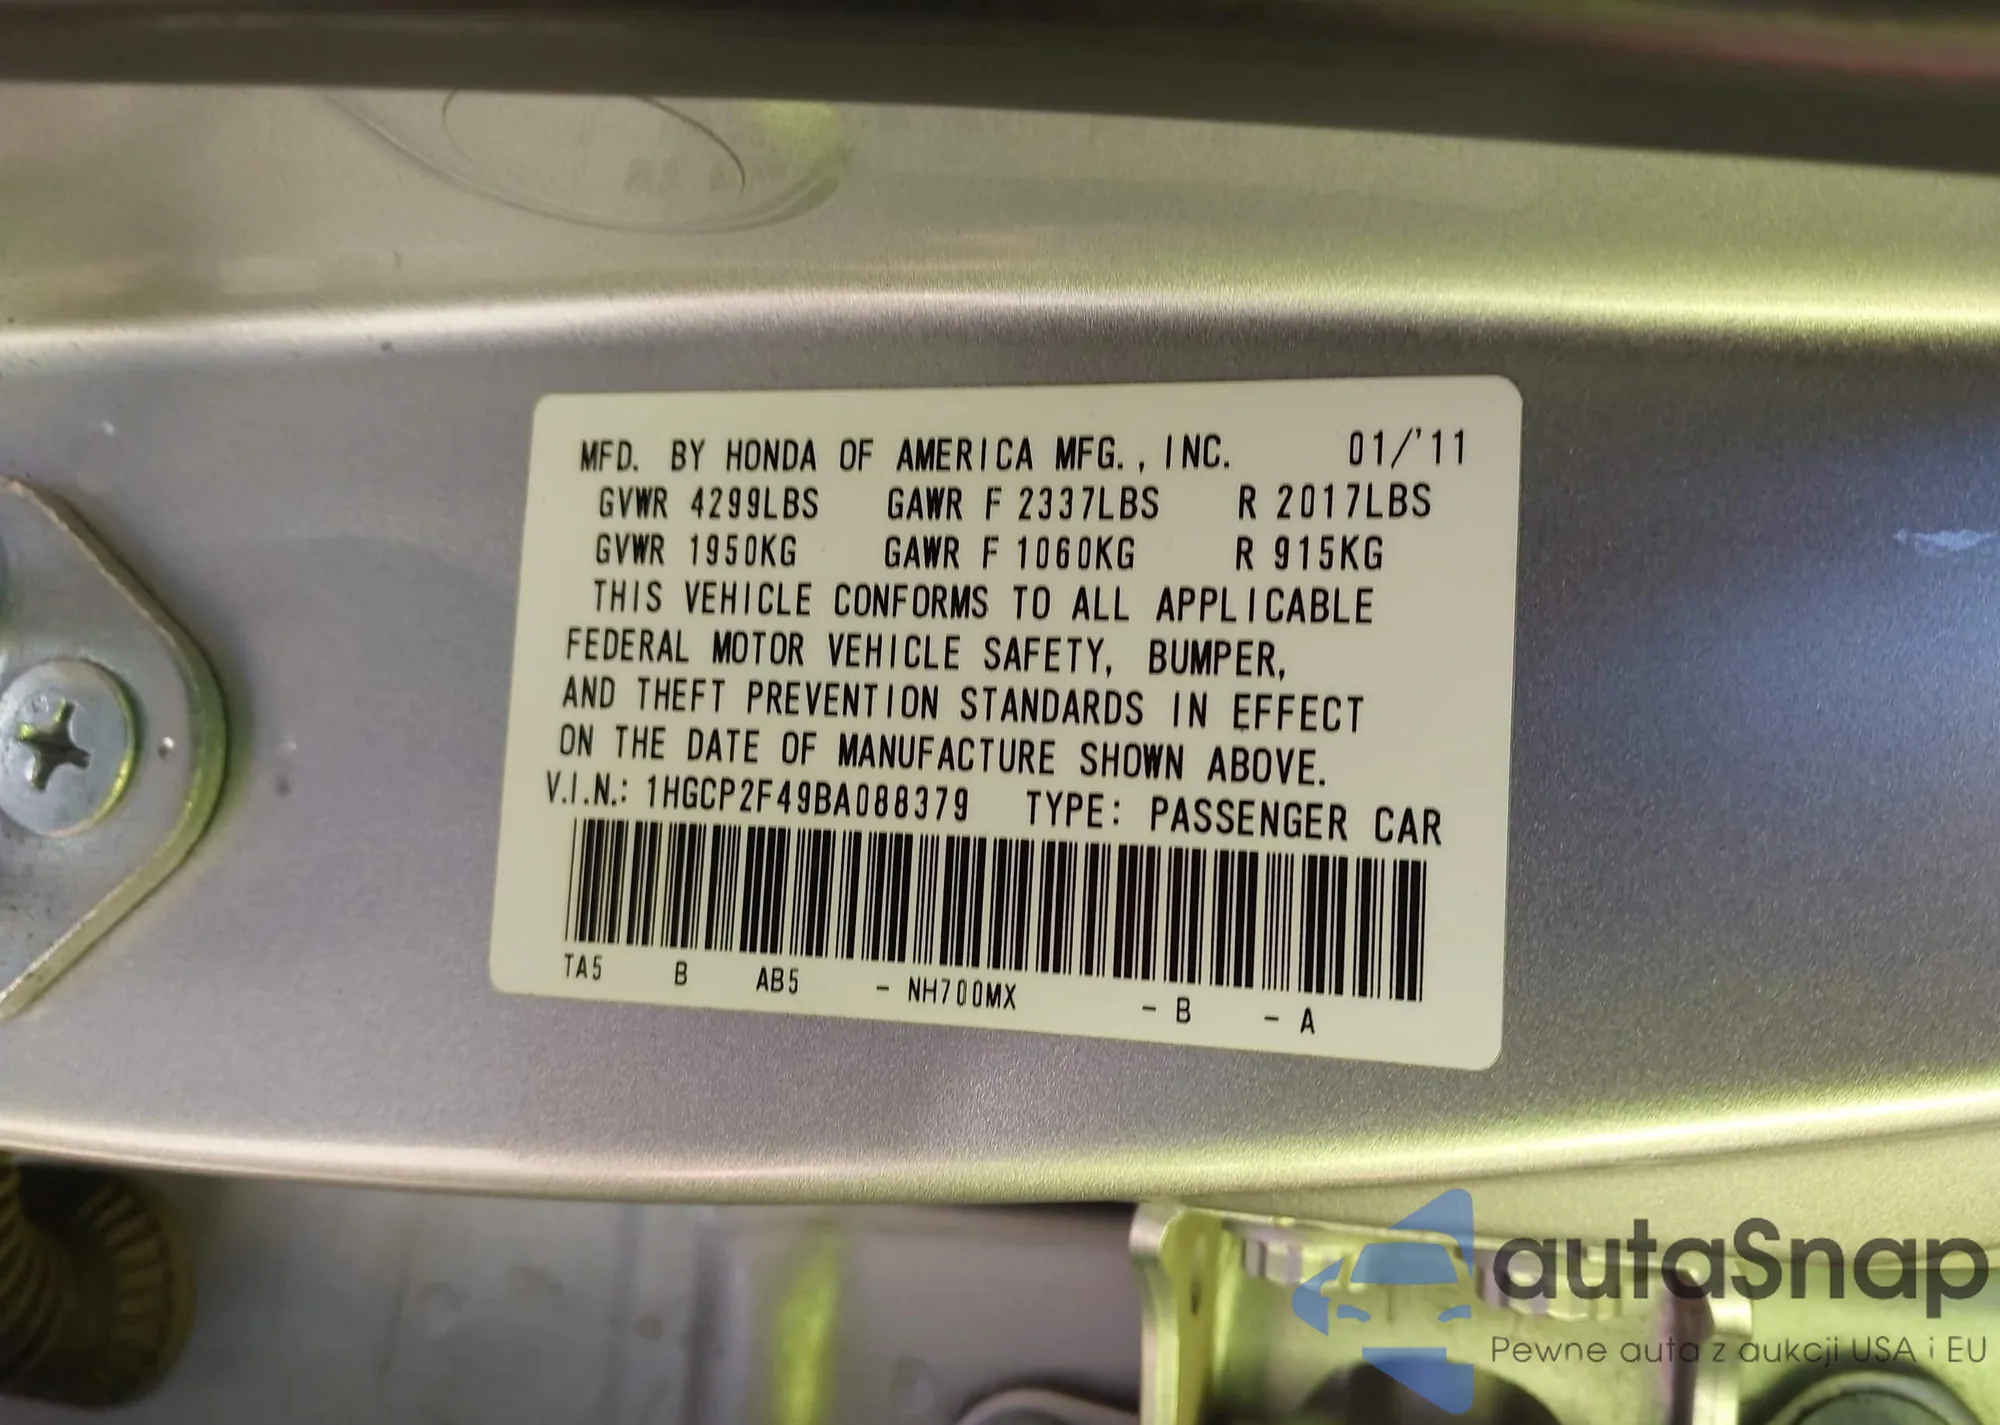 MFD. BY HONDA OF AMERICA MFG., INC. 01/'11
GVWR 4299LBS GAWR F 2337LBS R 2017LBS
GVWR 1950KG GAWR F 1060KG R 915KG
THIS VEHICLE CONFORMS TO ALL APPLICABLE
FEDERAL MOTOR VEHICLE SAFETY, BUMPER,
AND THEFT PREVENTION STANDARDS IN EFFECT
ON THE DATE OF MANUFACTURE SHOWN ABOVE.
V.I.N.: 1HGCP2F49BA088379 TYPE: PASSENGER CAR
TA5 B AB5 - NH700MX - B - A
autaSnap
Pewne auta z aukcji USA i EU